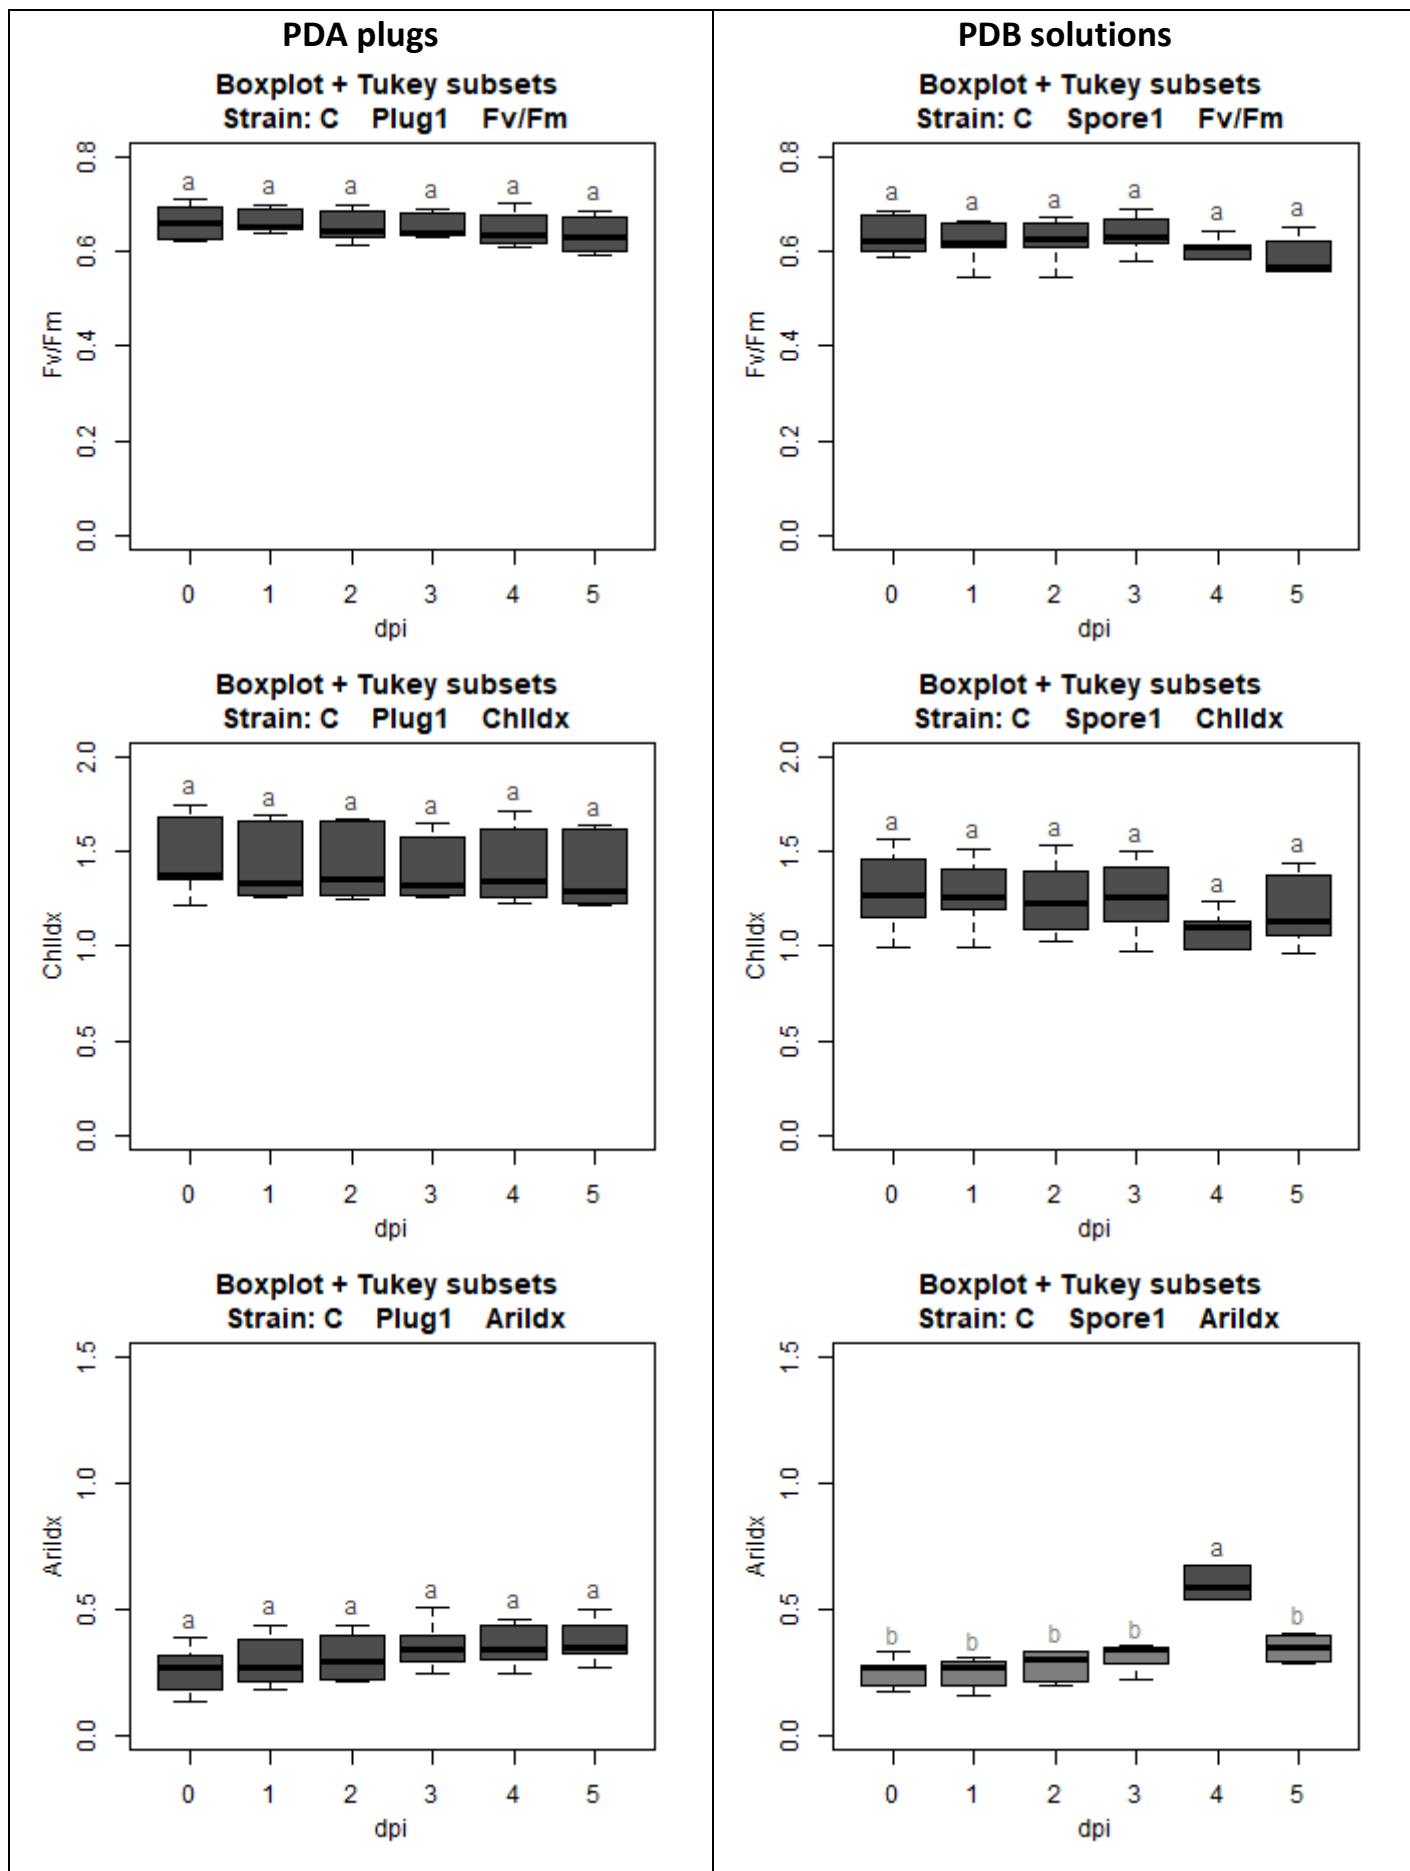 PDA plugs
Boxplot + Tukey subsets
Strain: C Plug1 Fv/Fm
0.8
0.6
0.4
0.2
0.0
Fv/Fm
a a a a a a
0 1 2 3 4 5
dpi
Boxplot + Tukey subsets
Strain: C Plug1 ChlIdx
2.0
1.5
1.0
0.5
0.0
ChlIdx
a a a a a a
0 1 2 3 4 5
dpi
Boxplot + Tukey subsets
Strain: C Plug1 AriIdx
1.5
1.0
0.5
0.0
AriIdx
a a a a a a
0 1 2 3 4 5
dpi
PDB solutions
Boxplot + Tukey subsets
Strain: C Spore1 Fv/Fm
0.8
0.6
0.4
0.2
0.0
Fv/Fm
a a a a a a
0 1 2 3 4 5
dpi
Boxplot + Tukey subsets
Strain: C Spore1 ChlIdx
2.0
1.5
1.0
0.5
0.0
ChlIdx
a a a a a a
0 1 2 3 4 5
dpi
Boxplot + Tukey subsets
Strain: C Spore1 AriIdx
1.5
1.0
0.5
0.0
AriIdx
b b b b a b
0 1 2 3 4 5
dpi